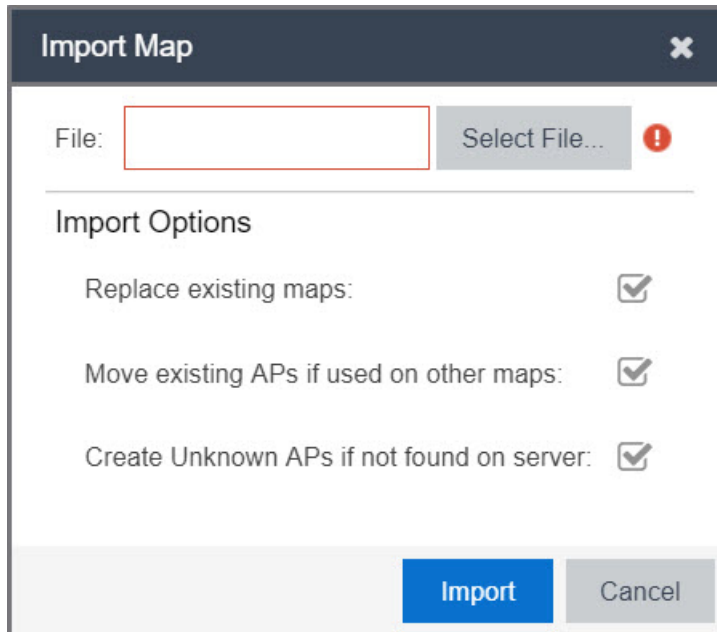 Import Map
File:
Select File...
Import Options
Replace existing maps:
Move existing APs if used on other maps:
Create Unknown APs if not found on server:
Import
Cancel